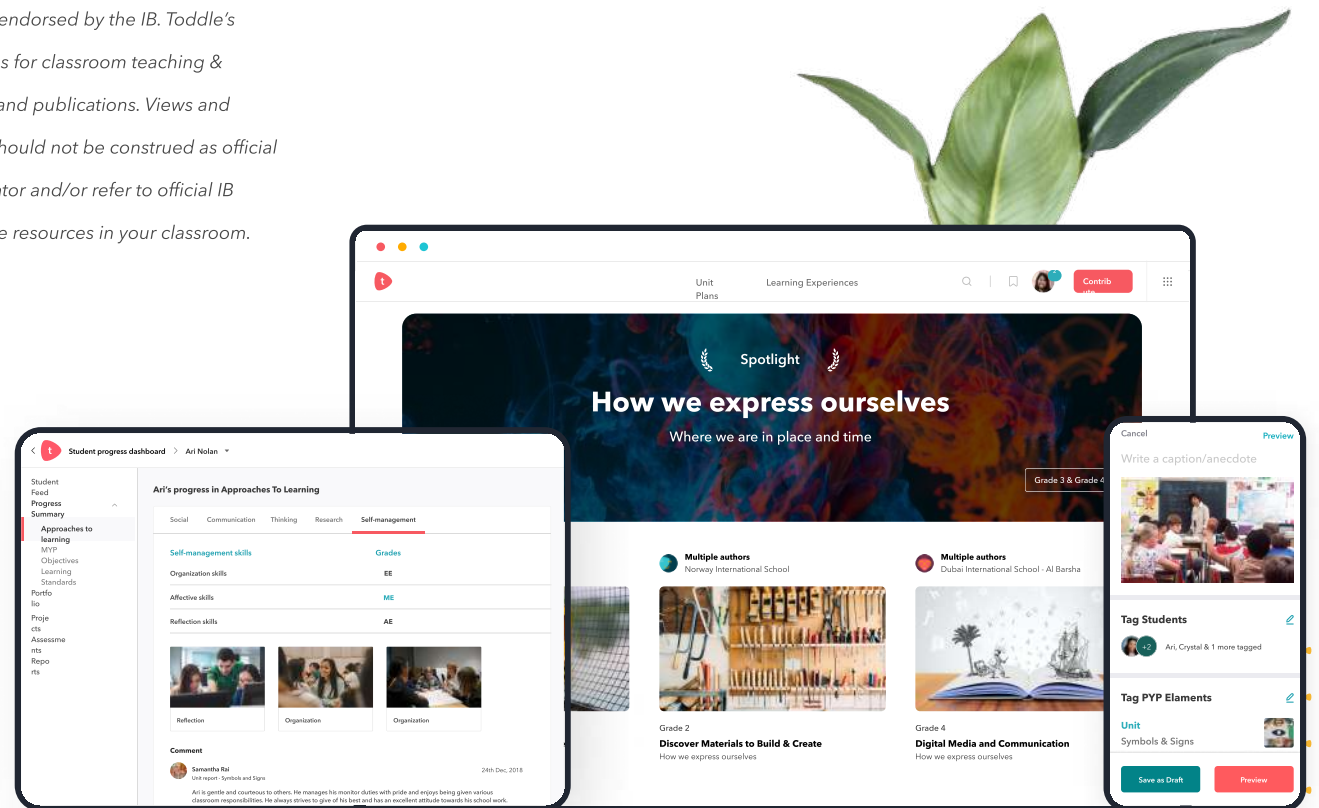 endorsed by the IB. Toddle's
s for classroom teaching &
and publications. Views and
hould not be construed as official
tor and/or refer to official IB
e resources in your classroom.
t
Unit
Plans
Learning Experiences
Contrib
Spotlight
How we express ourselves
Where we are in place and time
Grade 3 & Grade 4
Multiple authors
Norway International School
Grade 2
Discover Materials to Build & Create
How we express ourselves
Multiple authors
Dubai International School - Al Barsha
Grade 4
Digital Media and Communication
How we express ourselves
t
Student progress dashboard
Ari Nolan
Student
Feed
Progress
Summary
Approaches to
learning
MYP
Objectives
Learning
Standards
Portfo
lio
Proje
cts
Assessme
nts
Repo
rts
Ari's progress in Approaches To Learning
Social Communication Thinking Research Self-management
Self-management skills Grades
Organization skills EE
Affective skills ME
Reflection skills AE
Reflection
Organization
Organization
Comment
Samantha Rai
24th Dec, 2018
Unit report - Symbols and Signs
Ari is gentle and courteous to others. He manages his monitor duties with pride and enjoys being given various
classroom responsibilities. He always strives to give of his best and has an excellent attitude towards his school work.
Cancel
Preview
Write a caption/anecdote
Tag Students
+2
Ari, Crystal & 1 more tagged
Tag PYP Elaments
Unit
Symbols & Signs
Save as Draft
Preview